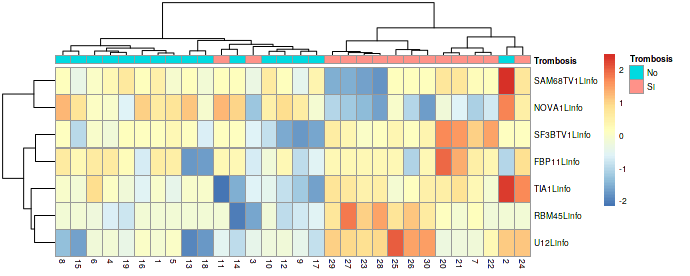 Trombosis
SAM68TV1Linfo
NOVA1Linfo
SF3BTV1Linfo
FBP11Linfo
TIA1Linfo
RBM45Linfo
U12Linfo
8 15 6 4 19 16 1 5 13 18 11 14 3 10 12 9 17 29 27 23 28 25 26 30 20 21 7 22 2 24
2
1
0
-1
-2
Trombosis
No
Si